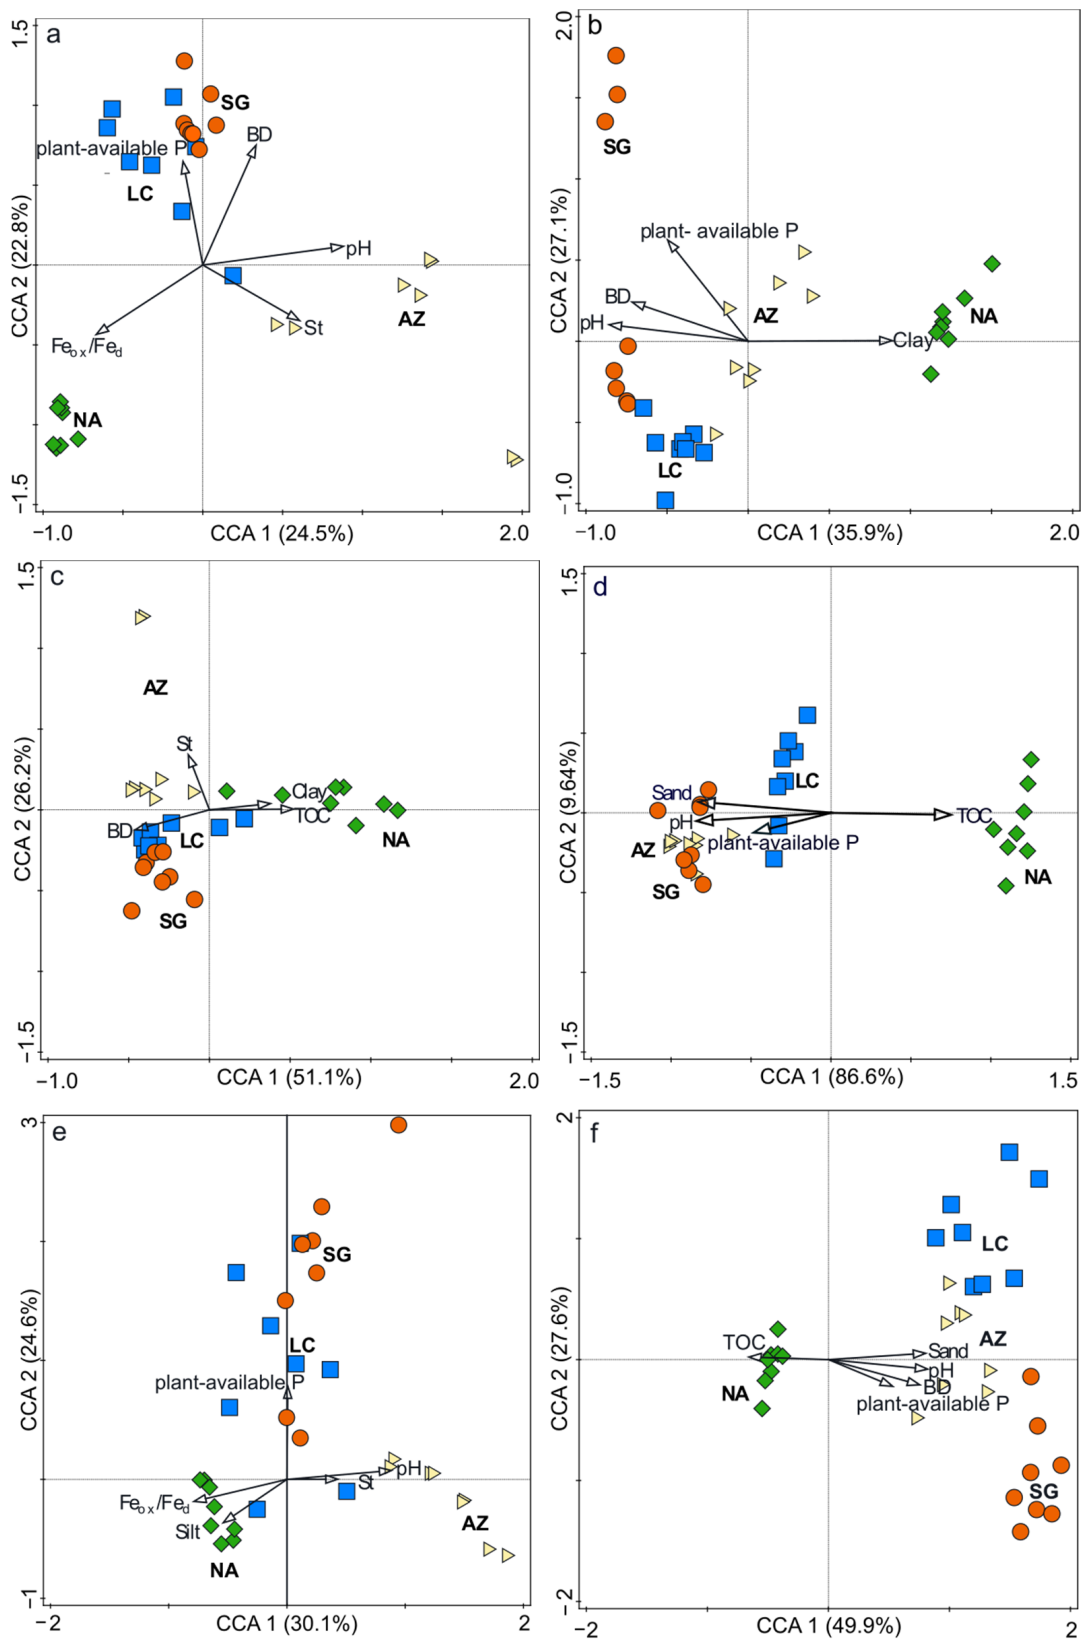 a
1.5
SG
BD
plant-available P
LC
pH
CCA 2 (22.8%)
St
AZ
Feox/Fed
NA
−1.5
−1.0
CCA 1 (24.5%)
2.0
b
2.0
SG
plant- available P
BD
pH
AZ
NA
Clay
CCA 2 (27.1%)
LC
−1.0
−1.0
CCA 1 (35.9%)
2.0
c
1.5
AZ
St
Clay
TOC
BD
LC
NA
CCA 2 (26.2%)
SG
−1.5
−1.0
CCA 1 (51.1%)
2.0
d
1.5
LC
Sand
pH
TOC
plant-available P
AZ
SG
NA
CCA 2 (9.64%)
−1.5
−1.5
CCA 1 (86.6%)
1.5
e
3
SG
LC
plant-available P
CCA 2 (24.6%)
pH
St
Feox/Fed
Silt
AZ
NA
−1
−2
CCA 1 (30.1%)
2
f
2
LC
AZ
TOC
Sand
pH
BD
NA
plant-available P
CCA 2 (27.6%)
SG
−2
−2
CCA 1 (49.9%)
2